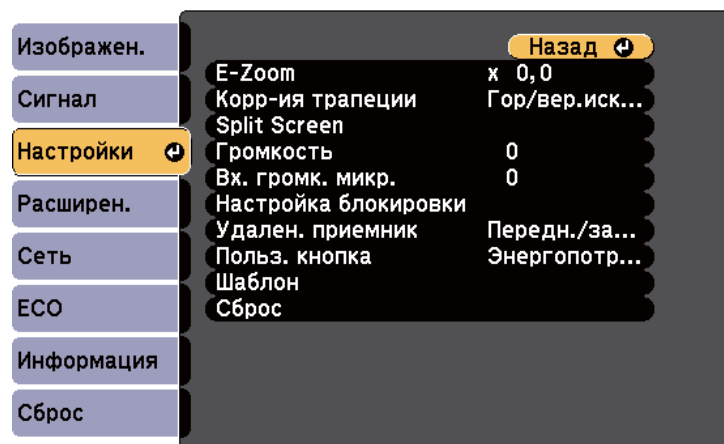 Изображен.
Сигнал
Настройки
Расширен.
Сеть
ECO
Информация
Сброс
Назад
E-Zoom x 0,0
Корр-ия трапеции Гор/вер.иск...
Split Screen
Громкость 0
Вх. громк. микр. 0
Настройка блокировки
Удален. приемник Передн./за...
Польз. кнопка Энергопотр...
Шаблон
Сброс